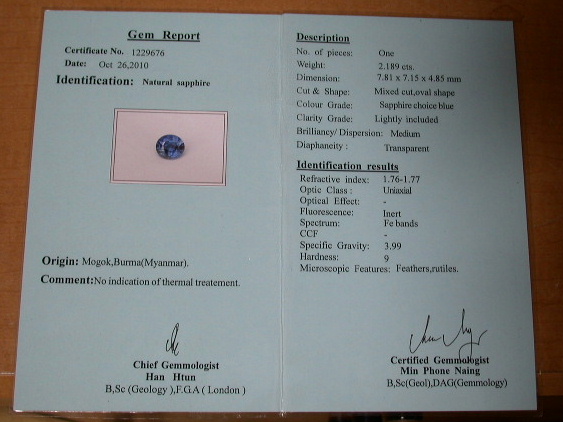 Gem Report
Certificate No. 1229676
Date: Oct 26,2010
Identification: Natural sapphire
Origin: Mogok,Burma(Myanmar).
Comment:No indication of thermal treatement.
Chief Gemmologist
Han Htun
B,Sc (Geology),F.G.A ( London )
Description
No. of pieces: One
Weight: 2.189 cts.
Dimension: 7.81 x 7.15 x 4.85 mm
Cut & Shape: Mixed cut,oval shape
Colour Grade: Sapphire choice blue
Clarity Grade: Lightly included
Brilliancy/ Dispersion: Medium
Diaphaneity : Transparent
Identification results
Refractive index: 1.76-1.77
Optic Class : Uniaxial
Optical Effect: -
Fluorescence: Inert
Spectrum: Fe bands
CCF -
Specific Gravity: 3.99
Hardness: 9
Microscopic Features: Feathers,rutiles.
Certified Gemmologist
Min Phone Naing
B,Sc(Geol),DAG(Gemmology)